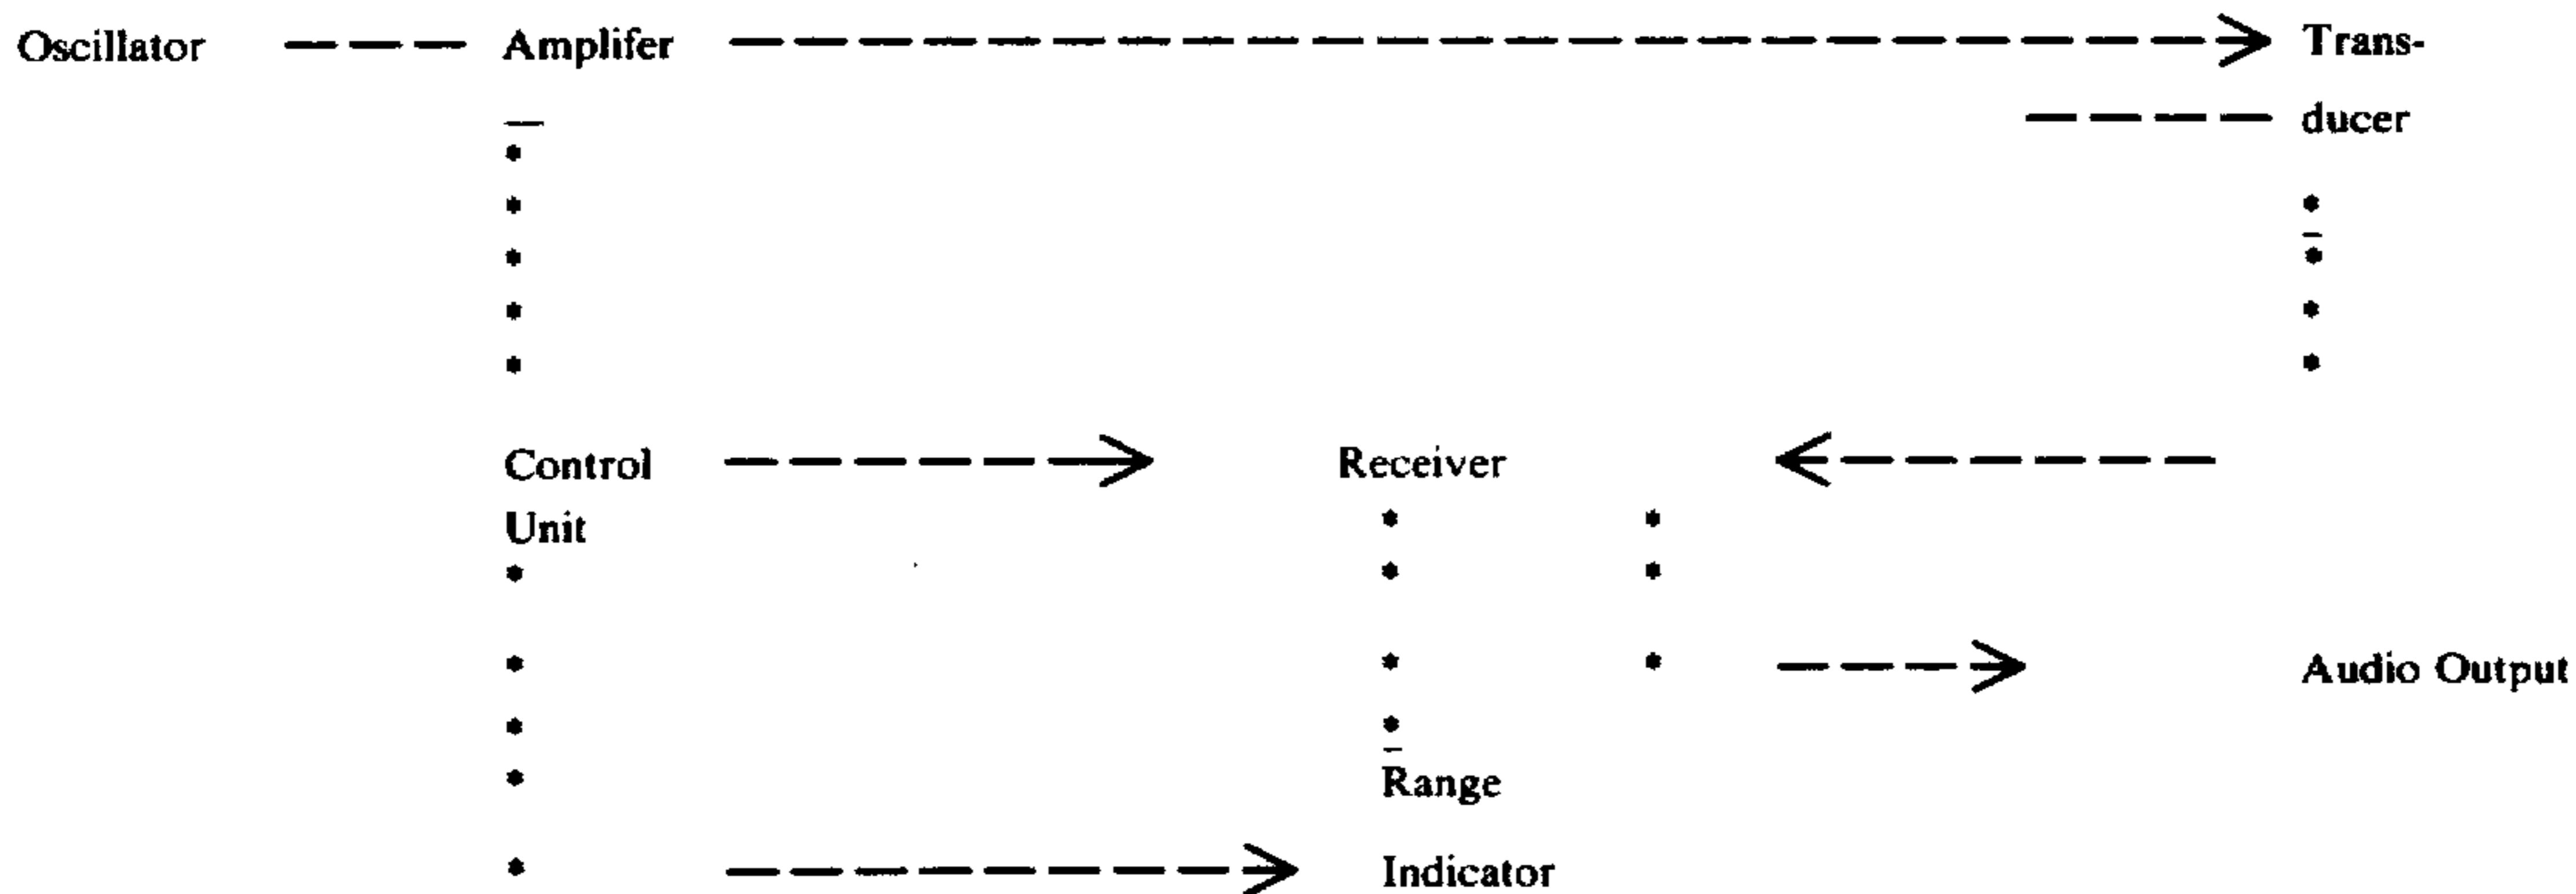 Oscillator Amplifer Trans-
ducer
Control Receiver
Unit
Audio Output
Range
Indicator